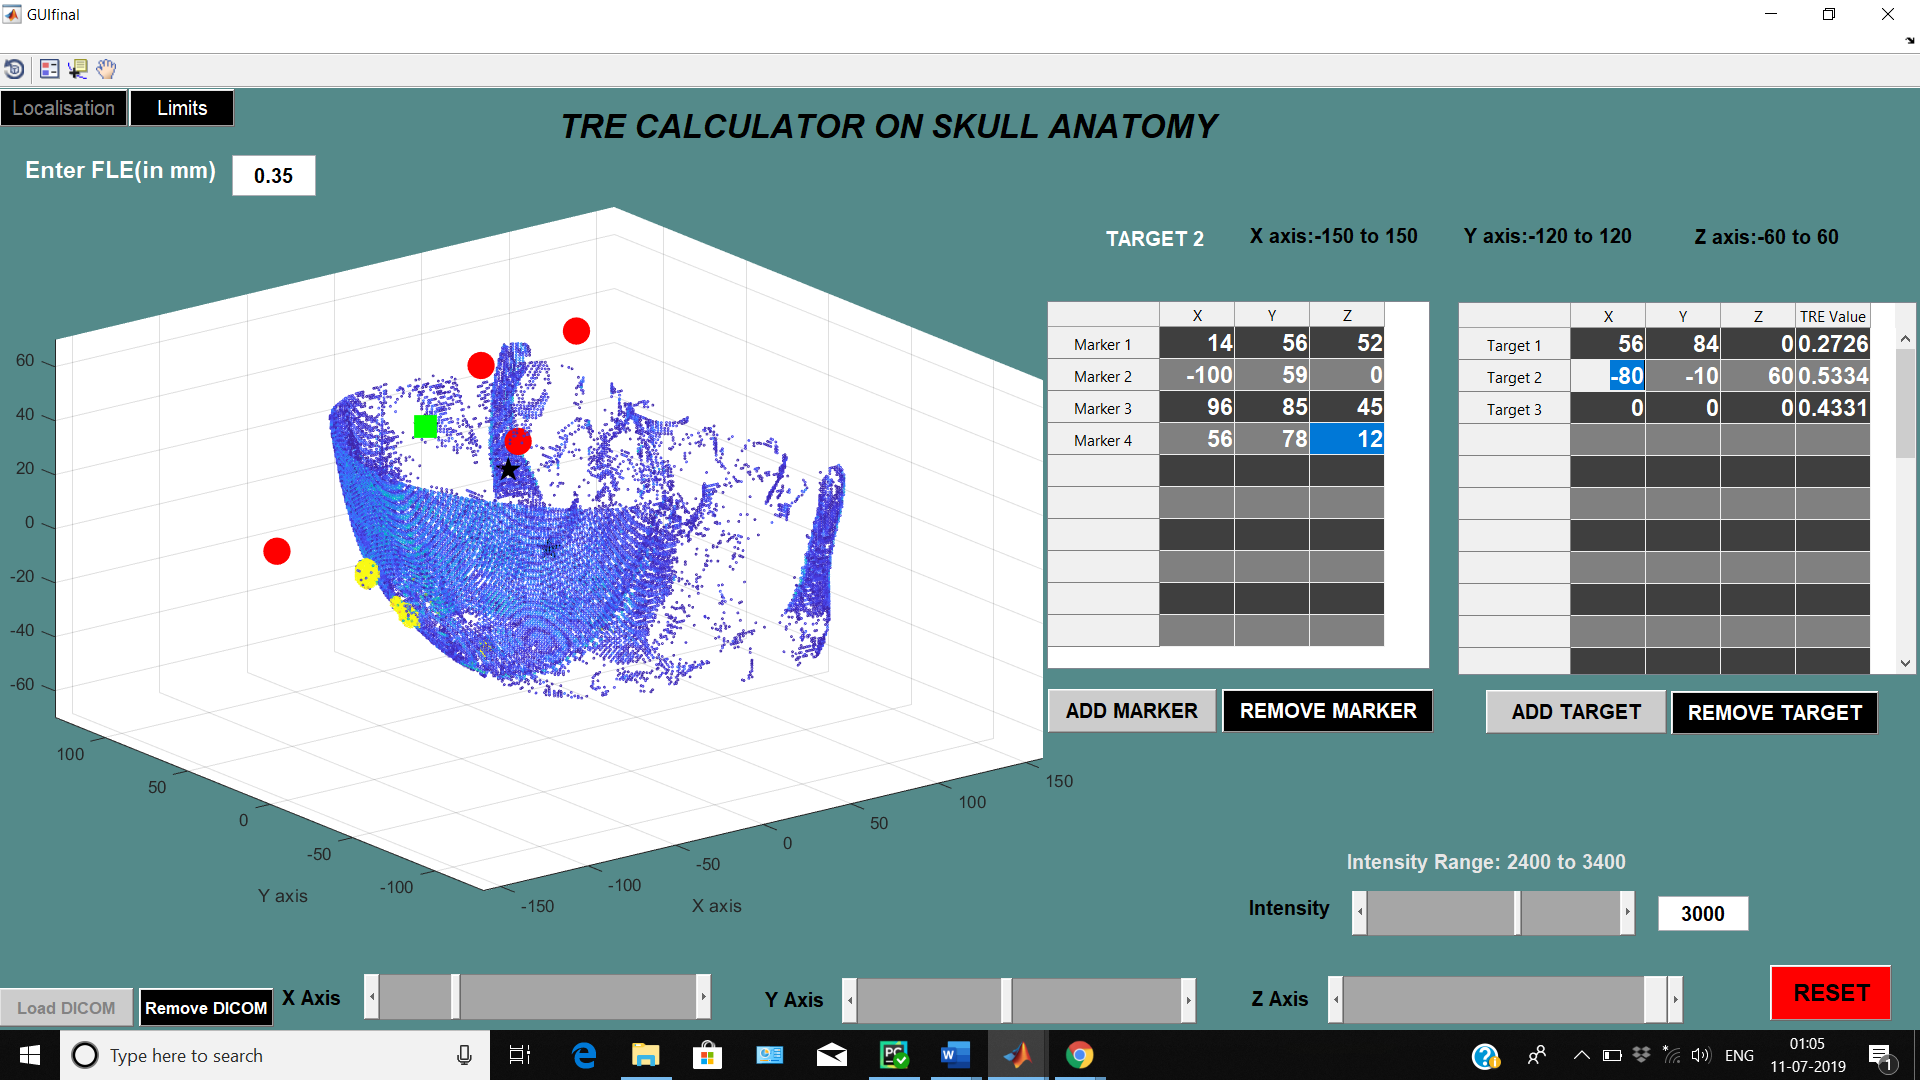 GUIfinal
Localisation Limits
TRE CALCULATOR ON SKULL ANATOMY
Enter FLE(in mm) 0.35
TARGET 2 X axis:-150 to 150 Y axis:-120 to 120 Z axis:-60 to 60
X Y Z
Marker 1 14 56 52
Marker 2 -100 59 0
Marker 3 96 85 45
Marker 4 56 78 12
X Y Z TRE Value
Target 1 56 84 0 0.2726
Target 2 -80 -10 60 0.5334
Target 3 0 0 0 0.4331
60
40
20
0
-20
-40
-60
100
50
0
-50
-100
Y axis
-150
-100
-50
0
50
100
150
X axis
ADD MARKER REMOVE MARKER ADD TARGET REMOVE TARGET
Intensity Range: 2400 to 3400
Intensity 3000
Load DICOM Remove DICOM X Axis Y Axis Z Axis RESET
Type here to search
PC
W
ENG
01:05
11-07-2019
1